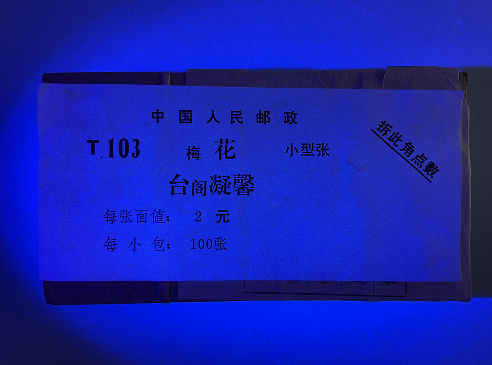 中国人民邮政
T.103 梅花 小型张
拆此角点数
台阁凝馨
每张面值： 2 元
每小包： 100张